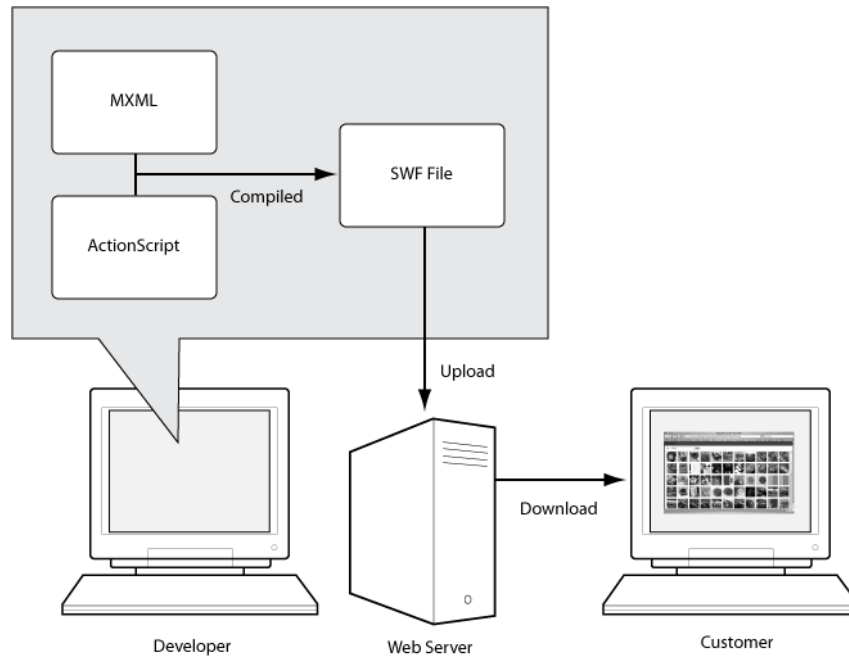 MXML
SWF File
Compiled
ActionScript
Upload
Download
Developer
Web Server
Customer